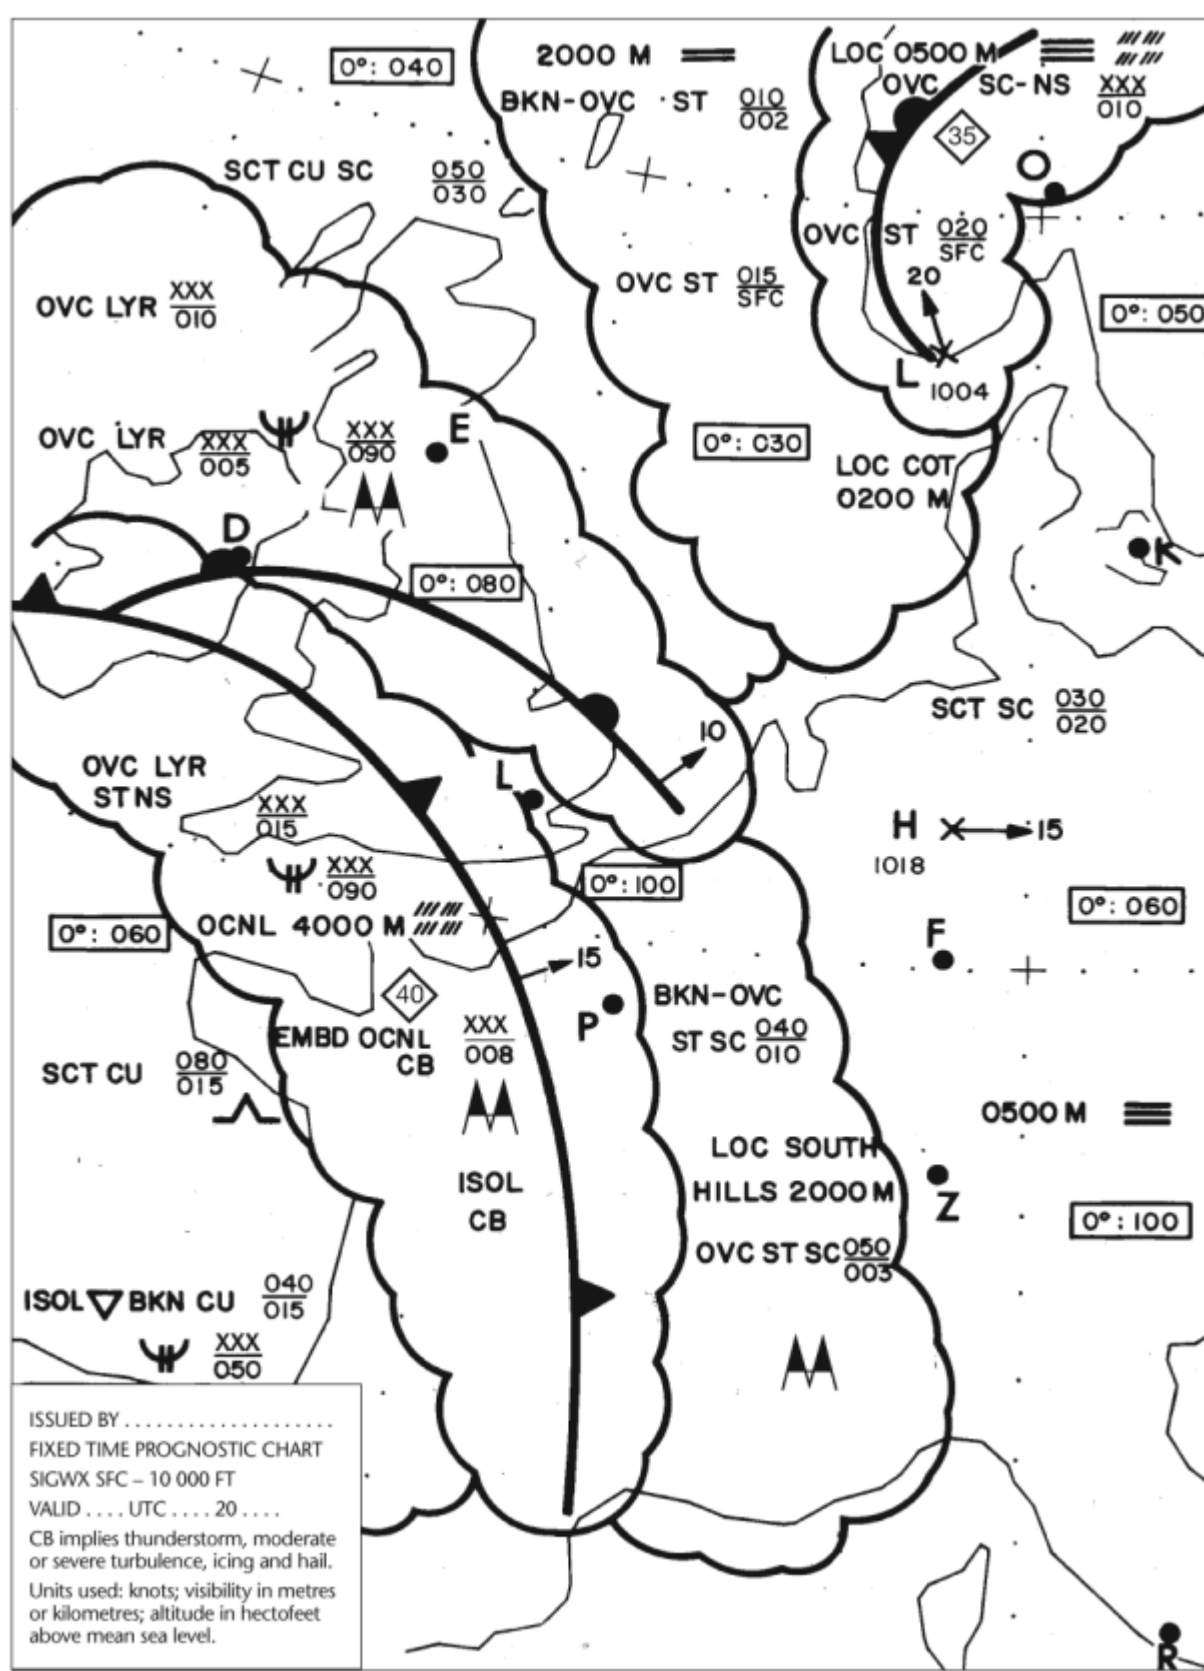 0°: 040
2000 M
BKN-OVC ST 010
002
LOC 0500 M
OVC SC-NS XXX
010
35
SCT CU SC 050
030
O
OVC ST 020
SFC
OVC LYR XXX
010
OVC ST 015
SFC
20
0°: 050
L 1004
OVC LYR XXX
005
XXX
090
E
0°: 030
LOC COT
0200 M
D
K
0°: 080
SCT SC 030
020
10
OVC LYR
ST NS
XXX
015
L
H 15
1018
XXX
090
0°: 100
0°: 060
0°: 060
OCNL 4000 M
F
15
40
BKN-OVC
P
ST SC 040
010
EMBD OCNL
CB
XXX
008
SCT CU 080
015
0500 M
LOC SOUTH
HILLS 2000 M
ISOL
CB
Z
0°: 100
OVC ST SC 050
003
ISOL BKN CU 040
015
XXX
050
ISSUED BY . . . . . . . . . . . . . . . . . . . . .
FIXED TIME PROGNOSTIC CHART
SIGWX SFC – 10 000 FT
VALID . . . . UTC . . . . 20 . . . .
CB implies thunderstorm, moderate
or severe turbulence, icing and hail.
Units used: knots; visibility in metres
or kilometres; altitude in hectofeet
above mean sea level.
R